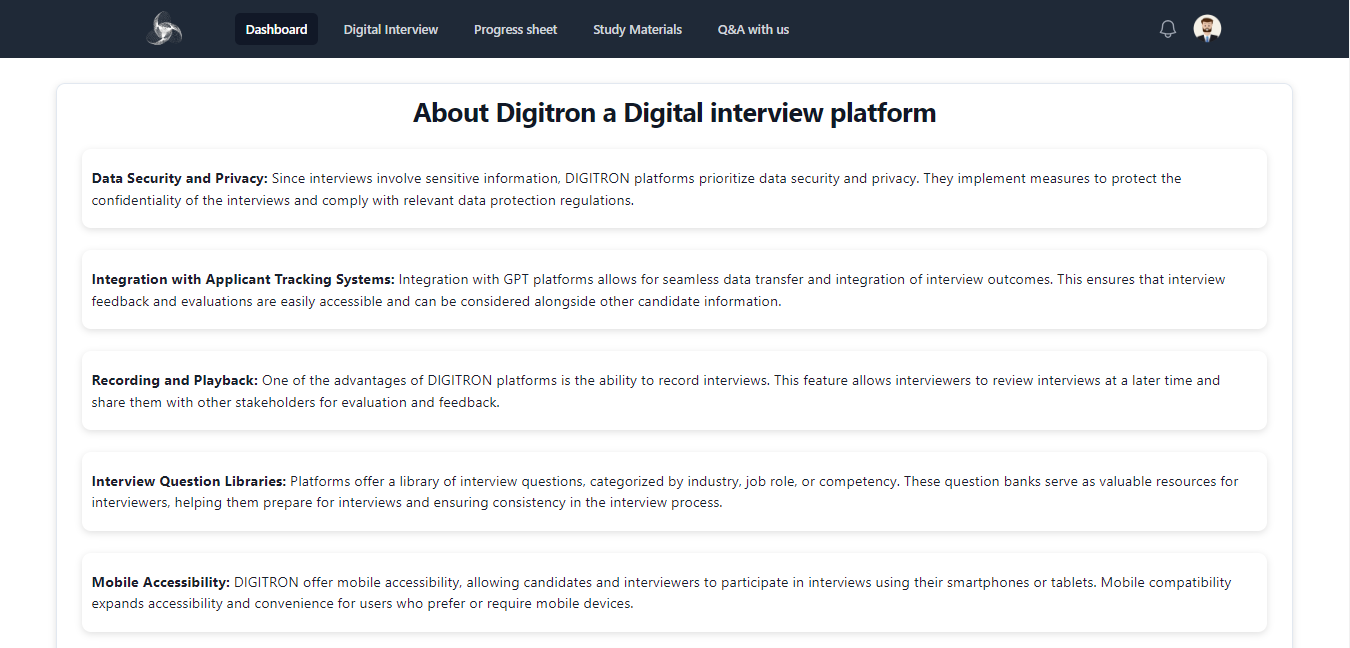 Dashboard Digital Interview Progress sheet Study Materials Q&A with us
About Digitron a Digital interview platform
Data Security and Privacy: Since interviews involve sensitive information, DIGITRON platforms prioritize data security and privacy. They implement measures to protect the
confidentiality of the interviews and comply with relevant data protection regulations.
Integration with Applicant Tracking Systems: Integration with GPT platforms allows for seamless data transfer and integration of interview outcomes. This ensures that interview
feedback and evaluations are easily accessible and can be considered alongside other candidate information.
Recording and Playback: One of the advantages of DIGITRON platforms is the ability to record interviews. This feature allows interviewers to review interviews at a later time and
share them with other stakeholders for evaluation and feedback.
Interview Question Libraries: Platforms offer a library of interview questions, categorized by industry, job role, or competency. These question banks serve as valuable resources for
interviewers, helping them prepare for interviews and ensuring consistency in the interview process.
Mobile Accessibility: DIGITRON offer mobile accessibility, allowing candidates and interviewers to participate in interviews using their smartphones or tablets. Mobile compatibility
expands accessibility and convenience for users who prefer or require mobile devices.